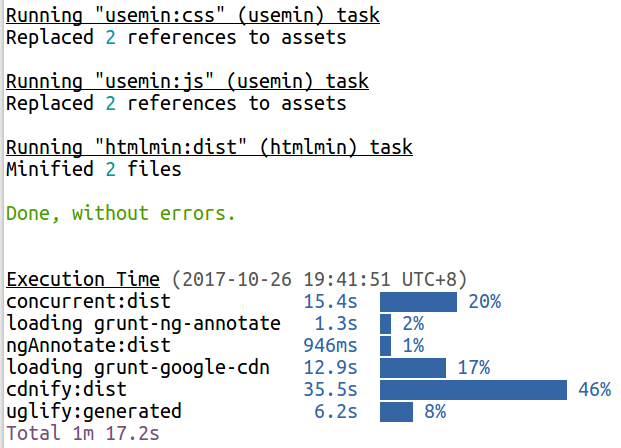 Running "usemin:css" (usemin) task
Replaced 2 references to assets
Running "usemin:js" (usemin) task
Replaced 2 references to assets
Running "htmlmin:dist" (htmlmin) task
Minified 2 files
Done, without errors.
Execution Time (2017-10-26 19:41:51 UTC+8)
concurrent:dist 15.4s 20%
loading grunt-ng-annotate 1.3s 2%
ngAnnotate:dist 946ms 1%
loading grunt-google-cdn 12.9s 17%
cdnify:dist 35.5s 46%
uglify:generated 6.2s 8%
Total 1m 17.2s